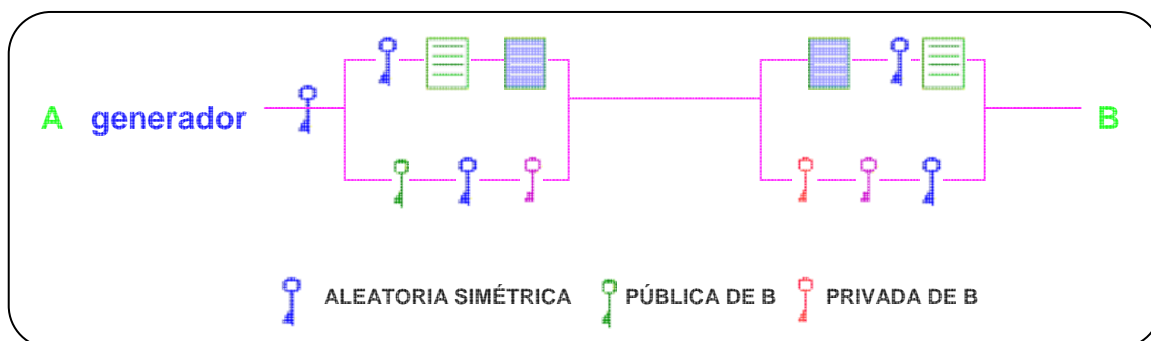 A generador B
ALEATORIA SIMÉTRICA PÚBLICA DE B PRIVADA DE B